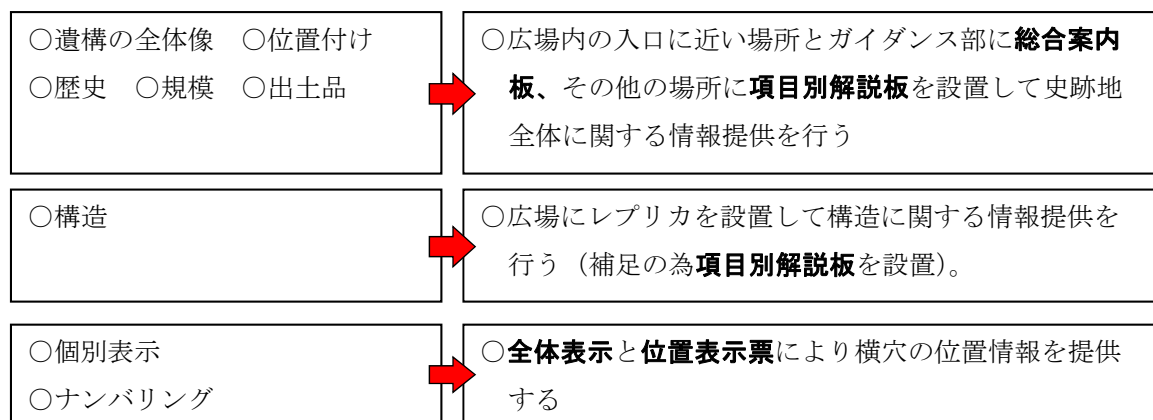 ○遺構の全体像　○位置付け
○歴史　○規模　○出土品
○広場内の入口に近い場所とガイダンス部に総合案内
板、その他の場所に項目別解説板を設置して史跡地
全体に関する情報提供を行う
○構造
○広場にレプリカを設置して構造に関する情報提供を
行う（補足の為項目別解説板を設置）。
○個別表示
○ナンバリング
○全体表示と位置表示票により横穴の位置情報を提供
する